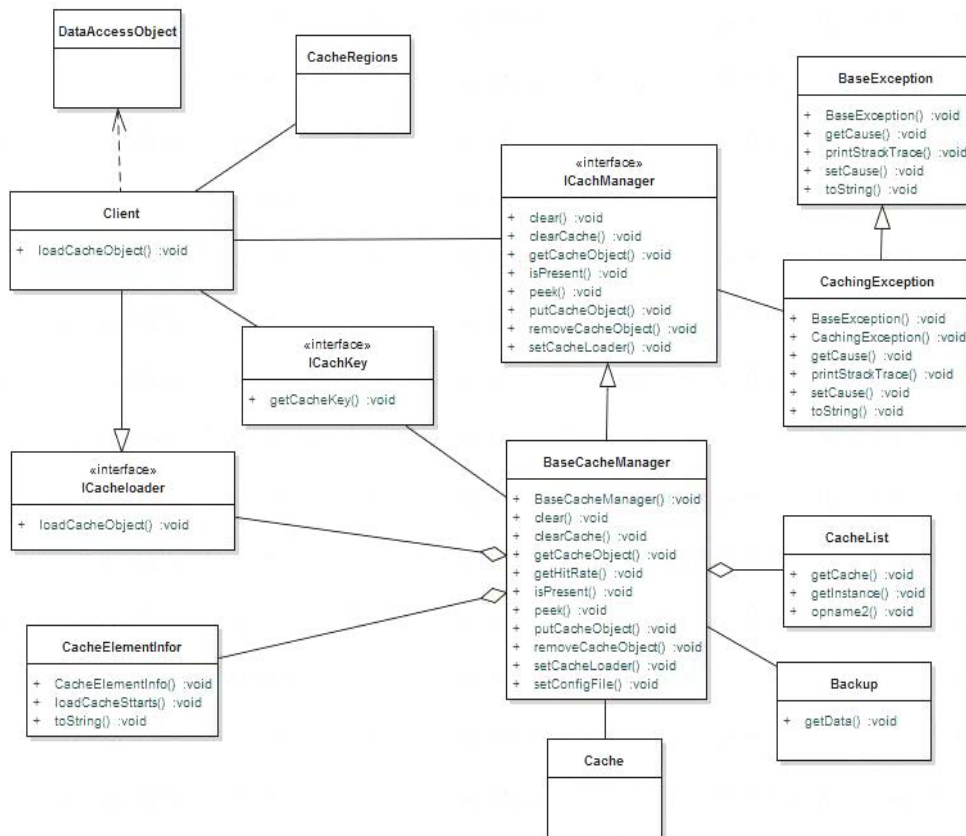 DataAccessObject
CacheRegions
BaseException
+ BaseException() :void
+ getCause() :void
+ printStrackTrace() :void
+ setCause() :void
+ toString() :void
«interface»
ICachManager
+ clear() :void
+ clearCache() :void
+ getCacheObject() :void
+ isPresent() :void
+ peek() :void
+ putCacheObject() :void
+ removeCacheObject() :void
+ setCacheLoader() :void
Client
+ loadCacheObject() :void
CachingException
+ BaseException() :void
+ CachingException() :void
+ getCause() :void
+ printStrackTrace() :void
+ setCause() :void
+ toString() :void
«interface»
ICachKey
+ getCacheKey() :void
«interface»
ICacheloader
+ loadCacheObject() :void
BaseCacheManager
+ BaseCacheManager() :void
+ clear() :void
+ clearCache() :void
+ getCacheObject() :void
+ getHitRate() :void
+ isPresent() :void
+ peek() :void
+ putCacheObject() :void
+ removeCacheObject() :void
+ setCacheLoader() :void
+ setConfigFile() :void
CacheList
+ getCache() :void
+ getInstance() :void
+ opname2() :void
CacheElementInfor
+ CacheElementInfo() :void
+ loadCacheSttarts() :void
+ toString() :void
Backup
+ getData() :void
Cache